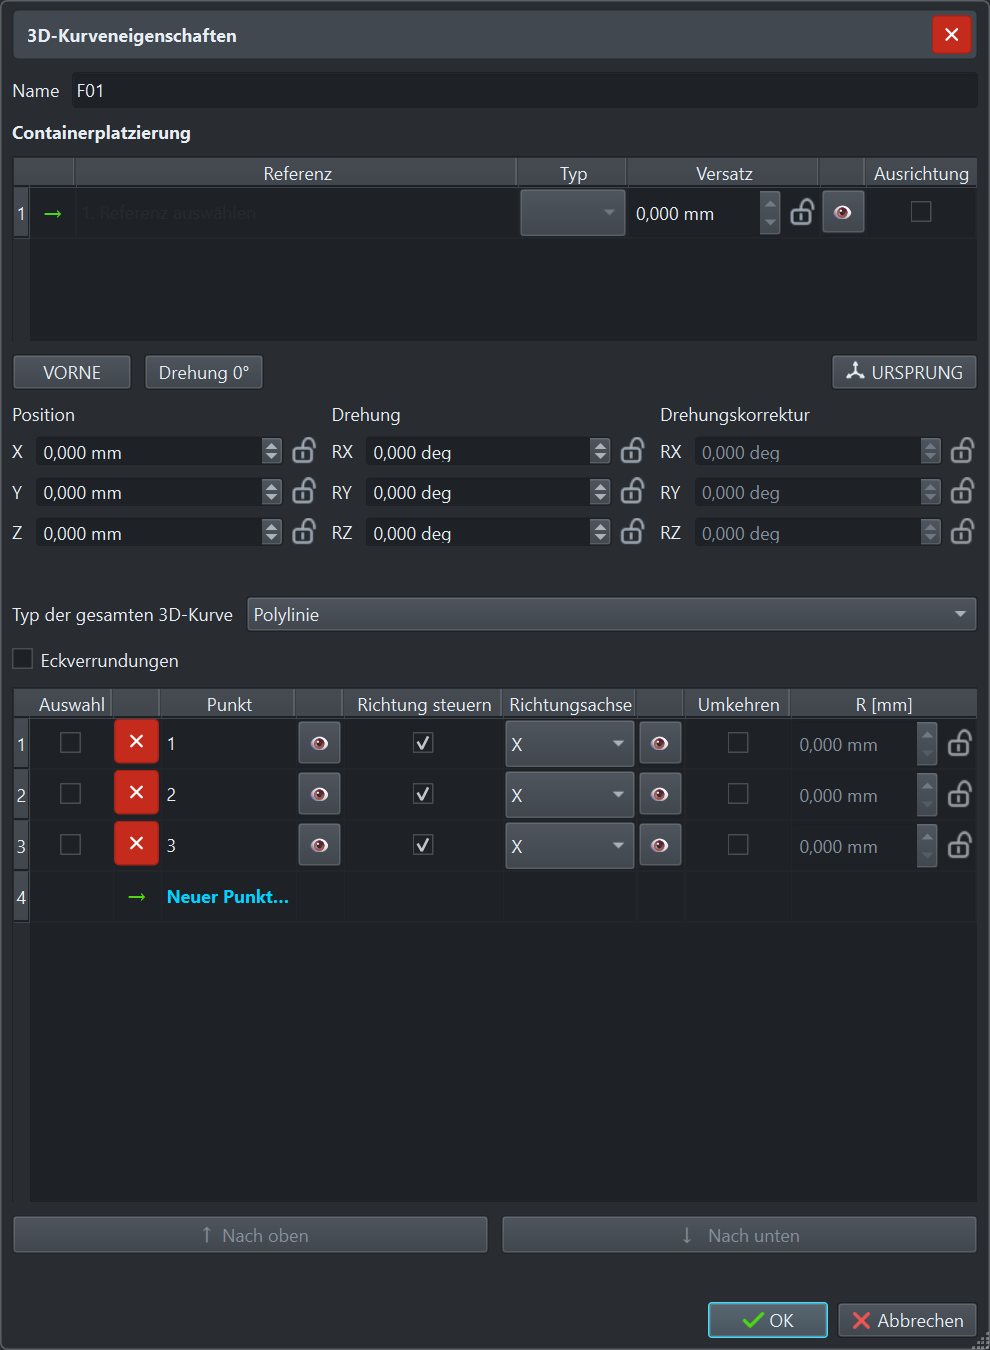 3D-Kurveneigenschaften
Name F01
Containerplatzierung
Referenz Typ Versatz Ausrichtung
1 → 1. Referenz auswählen 0,000 mm
VORNE Drehung 0° URSPRUNG
Position Drehung Drehungskorrektur
X 0,000 mm RX 0,000 deg RX 0,000 deg
Y 0,000 mm RY 0,000 deg RY 0,000 deg
Z 0,000 mm RZ 0,000 deg RZ 0,000 deg
Typ der gesamten 3D-Kurve Polylinie
Eckverrundungen
Auswahl Punkt Richtung steuern Richtungsachse Umkehren R [mm]
1 1 X 0,000 mm
2 2 X 0,000 mm
3 3 X 0,000 mm
4 → Neuer Punkt...
↑ Nach oben ↓ Nach unten
OK Abbrechen